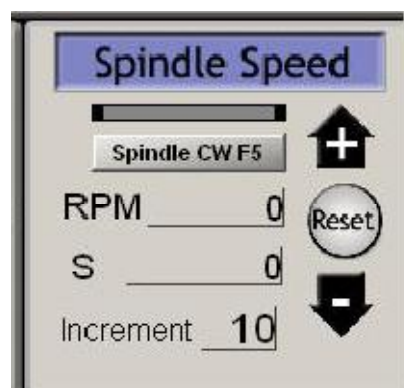 Spindle Speed
+
Spindle CW F5
RPM 0
Reset
S 0
-
Increment 10